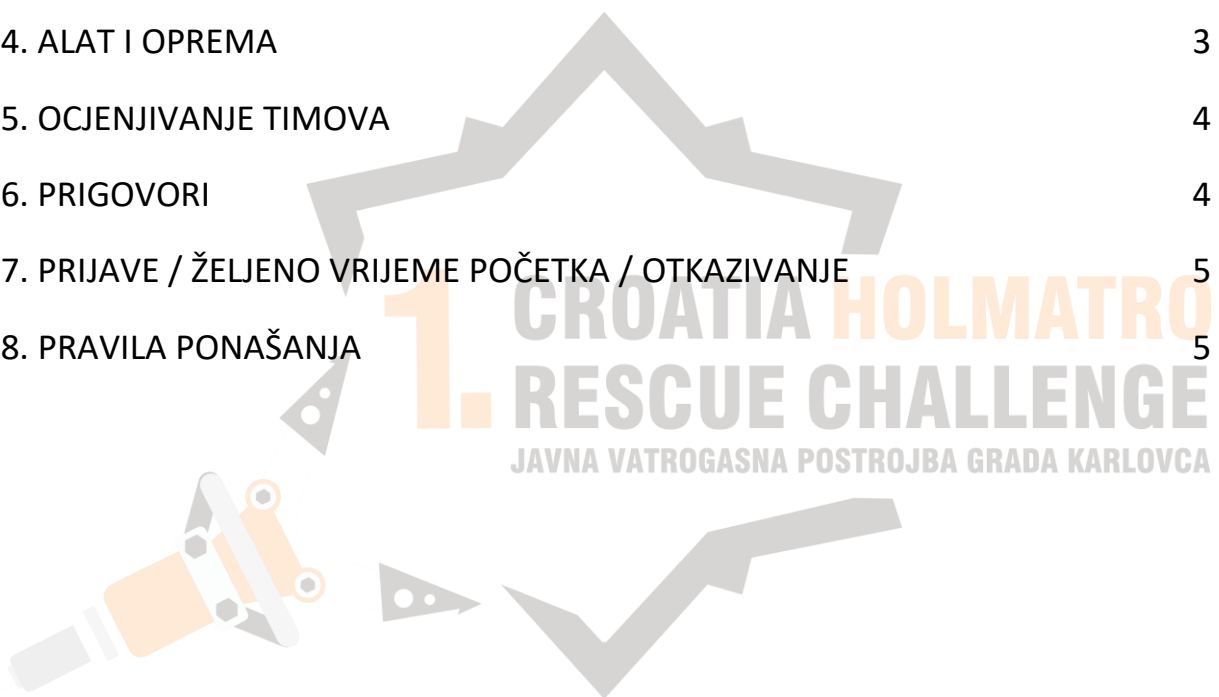 4. ALAT I OPREMA 3
5. OCJENJIVANJE TIMOVA 4
6. PRIGOVORI 4
7. PRIJAVE / ŽELJENO VRIJEME POČETKA / OTKAZIVANJE 5
8. PRAVILA PONAŠANJA 5
1. CROATIA HOLMATRO
RESCUE CHALLENGE
JAVNA VATROGASNA POSTROJBA GRADA KARLOVCA